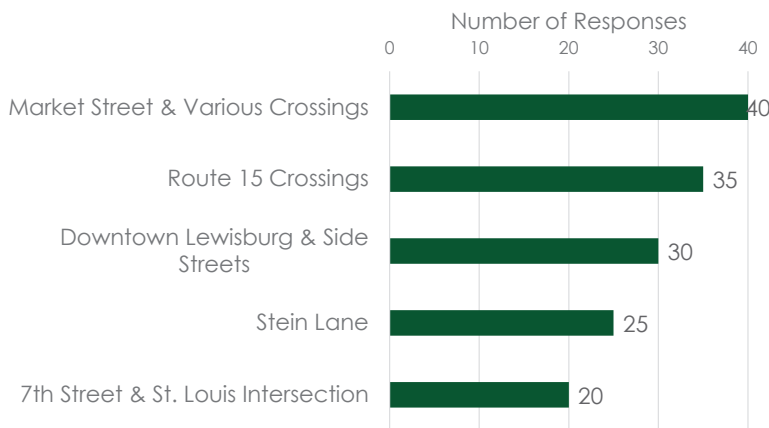 Number of Responses
0 10 20 30 40
Market Street & Various Crossings 40
Route 15 Crossings 35
Downtown Lewisburg & Side
Streets 30
Stein Lane 25
7th Street & St. Louis Intersection 20